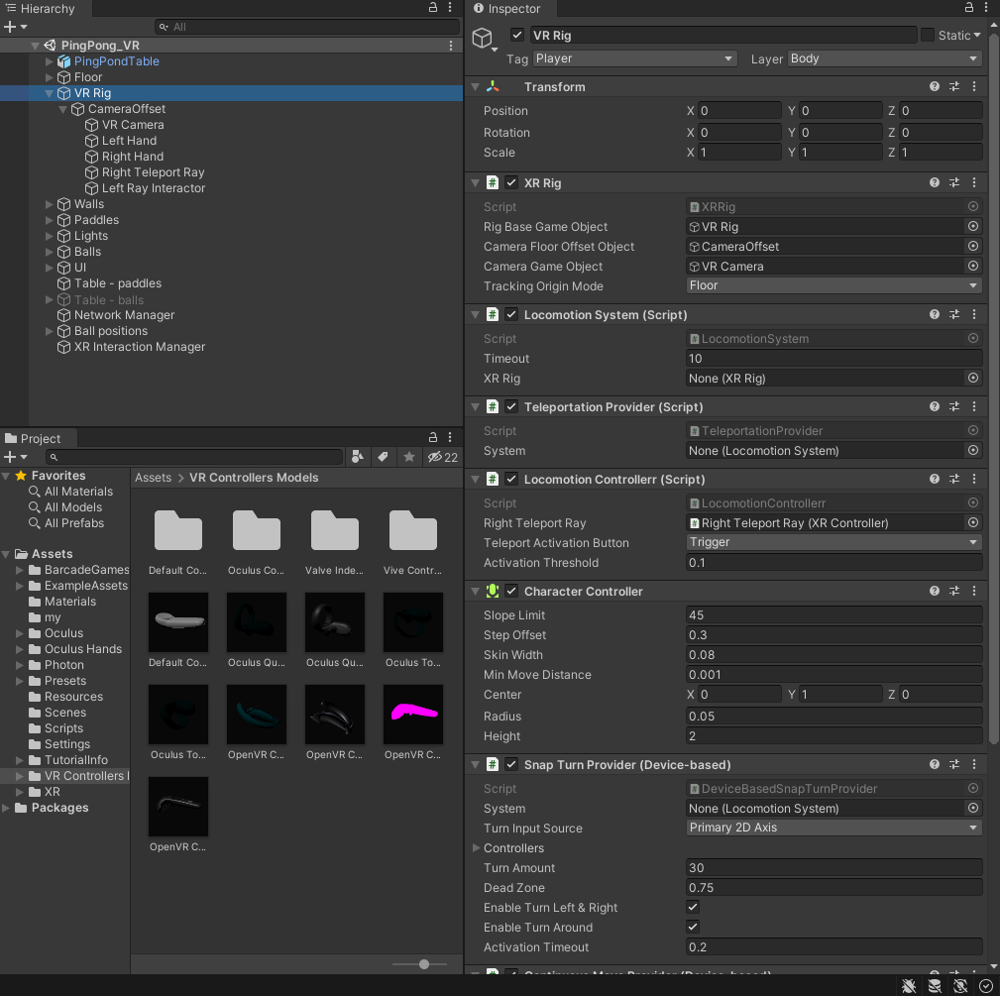 Hierarchy
All
PingPong_VR
PingPondTable
Floor
VR Rig
CameraOffset
VR Camera
Left Hand
Right Hand
Right Teleport Ray
Left Ray Interactor
Walls
Paddles
Lights
Balls
UI
Table - paddles
Table - balls
Network Manager
Ball positions
XR Interaction Manager
Project
22
Favorites
All Materials
All Models
All Prefabs
Assets
BarcadeGames
ExampleAssets
Materials
my
Oculus
Oculus Hands
Photon
Presets
Resources
Scenes
Scripts
Settings
TutorialInfo
VR Controllers
XR
Packages
Assets > VR Controllers Models
Default Co... Oculus Co... Valve Inde... Vive Contr...
Default Co... Oculus Qu... Oculus Qu... Oculus To...
Oculus To... OpenVR C... OpenVR C... OpenVR C...
OpenVR C...
Inspector
VR Rig Static
Tag Player Layer Body
Transform
Position X 0 Y 0 Z 0
Rotation X 0 Y 0 Z 0
Scale X 1 Y 1 Z 1
# XR Rig
Script XRRig
Rig Base Game Object VR Rig
Camera Floor Offset Object CameraOffset
Camera Game Object VR Camera
Tracking Origin Mode Floor
# Locomotion System (Script)
Script LocomotionSystem
Timeout 10
XR Rig None (XR Rig)
# Teleportation Provider (Script)
Script TeleportationProvider
System None (Locomotion System)
# Locomotion Controllerr (Script)
Script LocomotionControllerr
Right Teleport Ray Right Teleport Ray (XR Controller)
Teleport Activation Button Trigger
Activation Threshold 0.1
Character Controller
Slope Limit 45
Step Offset 0.3
Skin Width 0.08
Min Move Distance 0.001
Center X 0 Y 1 Z 0
Radius 0.05
Height 2
# Snap Turn Provider (Device-based)
Script DeviceBasedSnapTurnProvider
System None (Locomotion System)
Turn Input Source Primary 2D Axis
Controllers
Turn Amount 30
Dead Zone 0.75
Enable Turn Left & Right
Enable Turn Around
Activation Timeout 0.2
# Continuous Move Provider (Device-based)